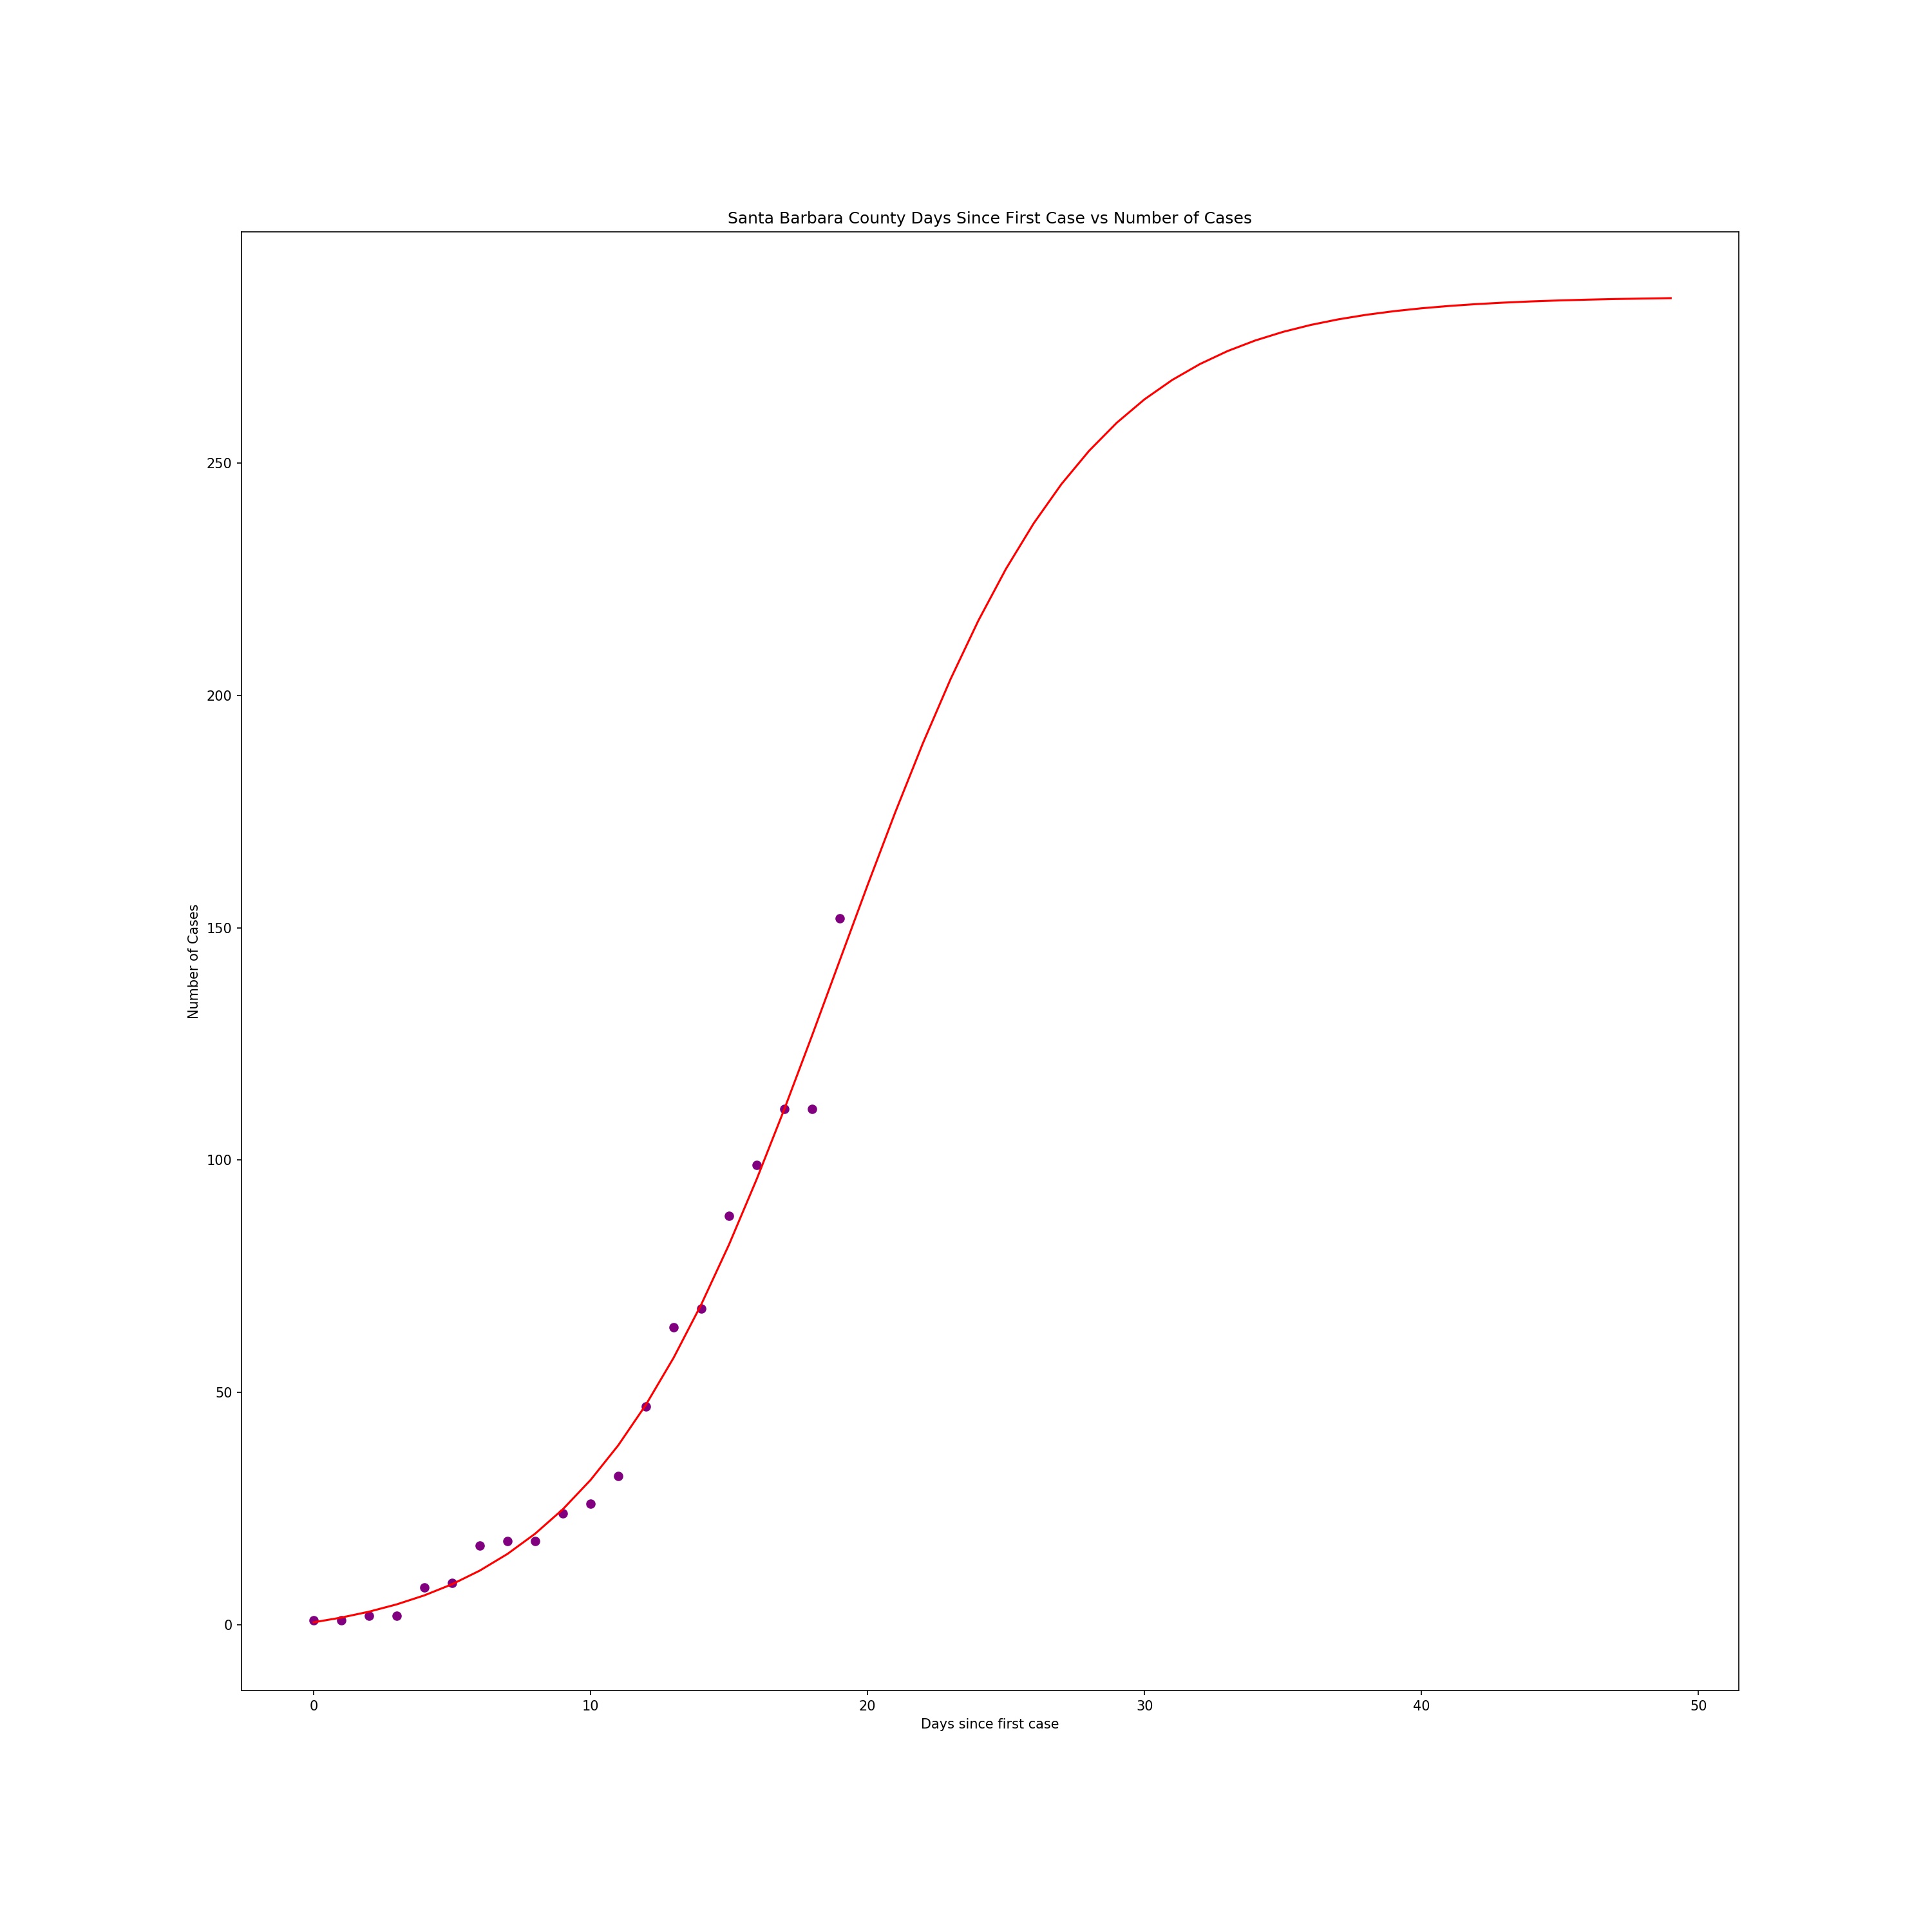 Santa Barbara County Days Since First Case vs Number of Cases
250
200
150
100
50
0
Number of Cases
0 10 20 30 40 50
Days since first case